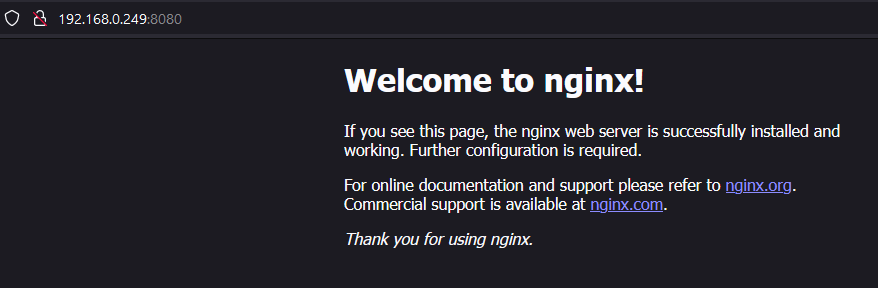 192.168.0.249:8080
Welcome to nginx!
If you see this page, the nginx web server is successfully installed and
working. Further configuration is required.
For online documentation and support please refer to nginx.org.
Commercial support is available at nginx.com.
Thank you for using nginx.